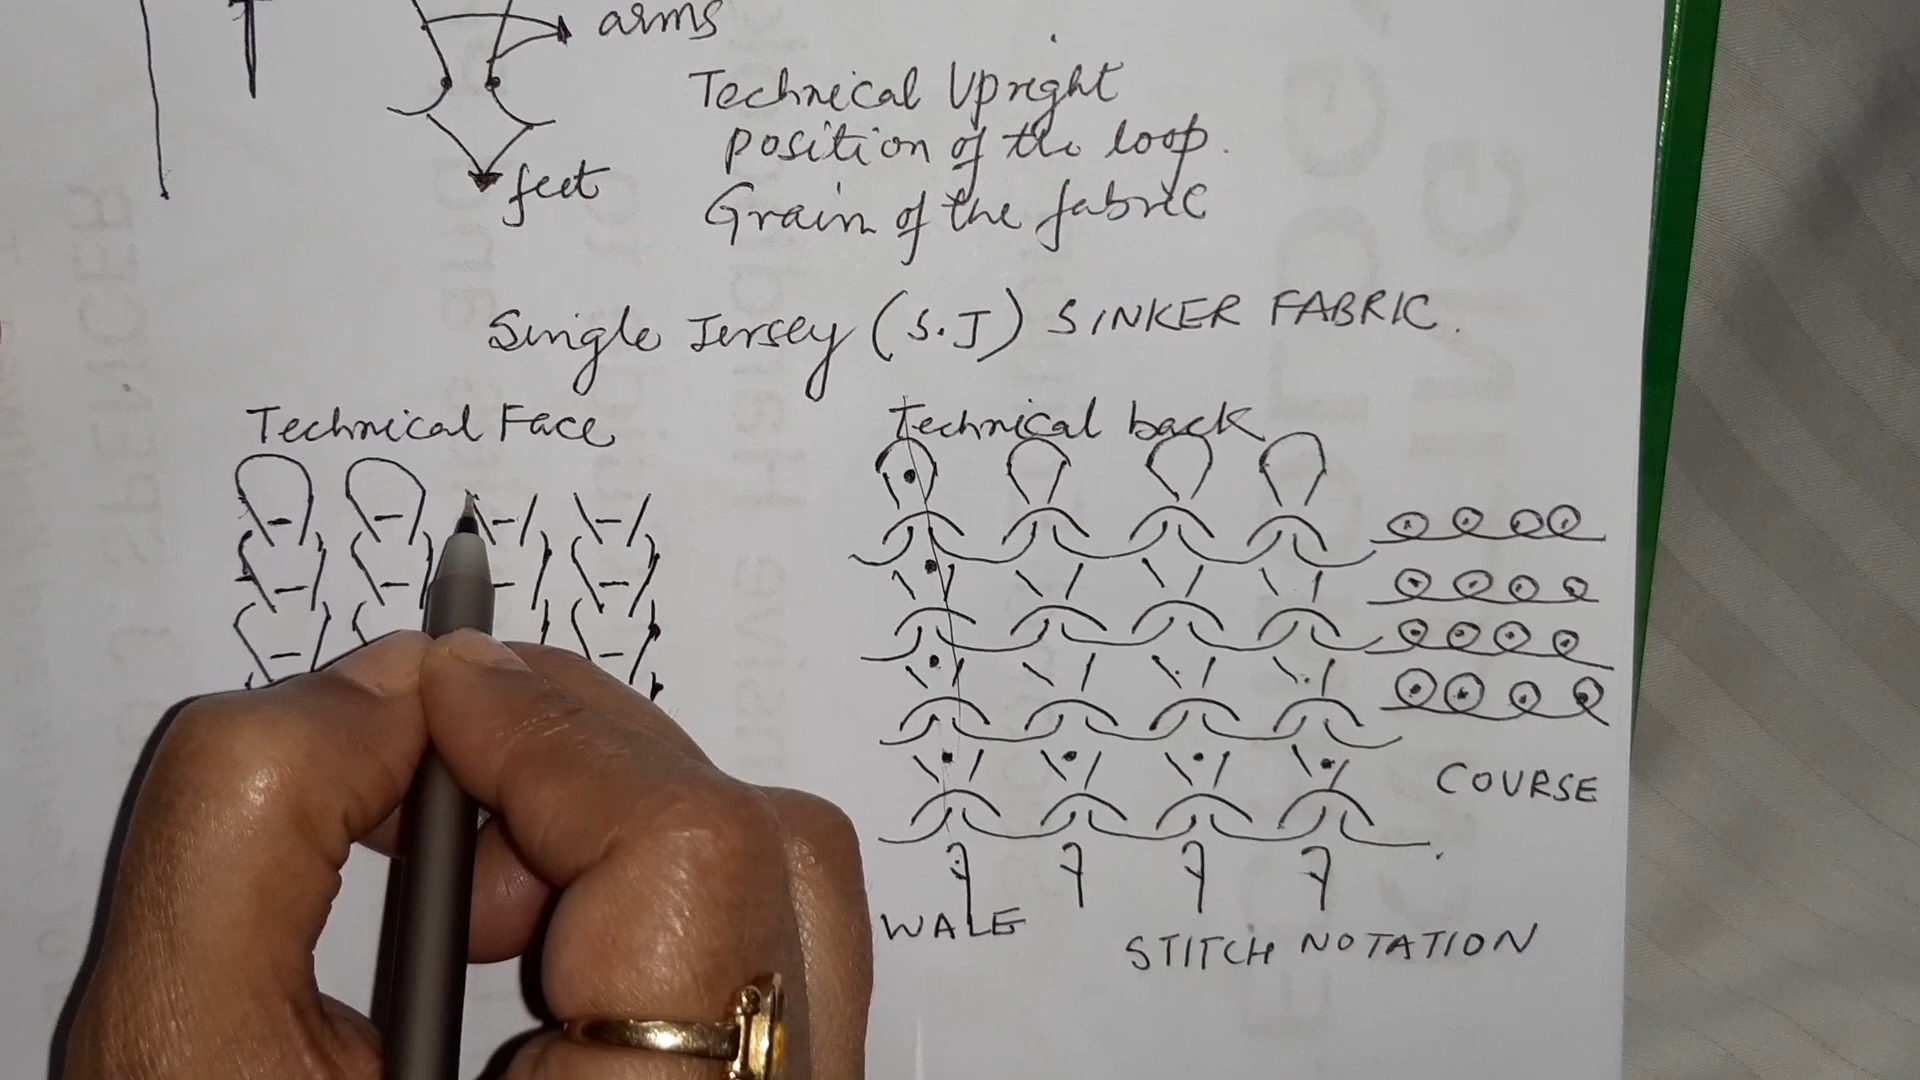 arms
Technical Upright
position of the loop.
feet
Grain of the fabric
Single Jersey (S.J) SINKER FABRIC.
Technical Face
Technical back
COURSE
WALE
STITCH NOTATION